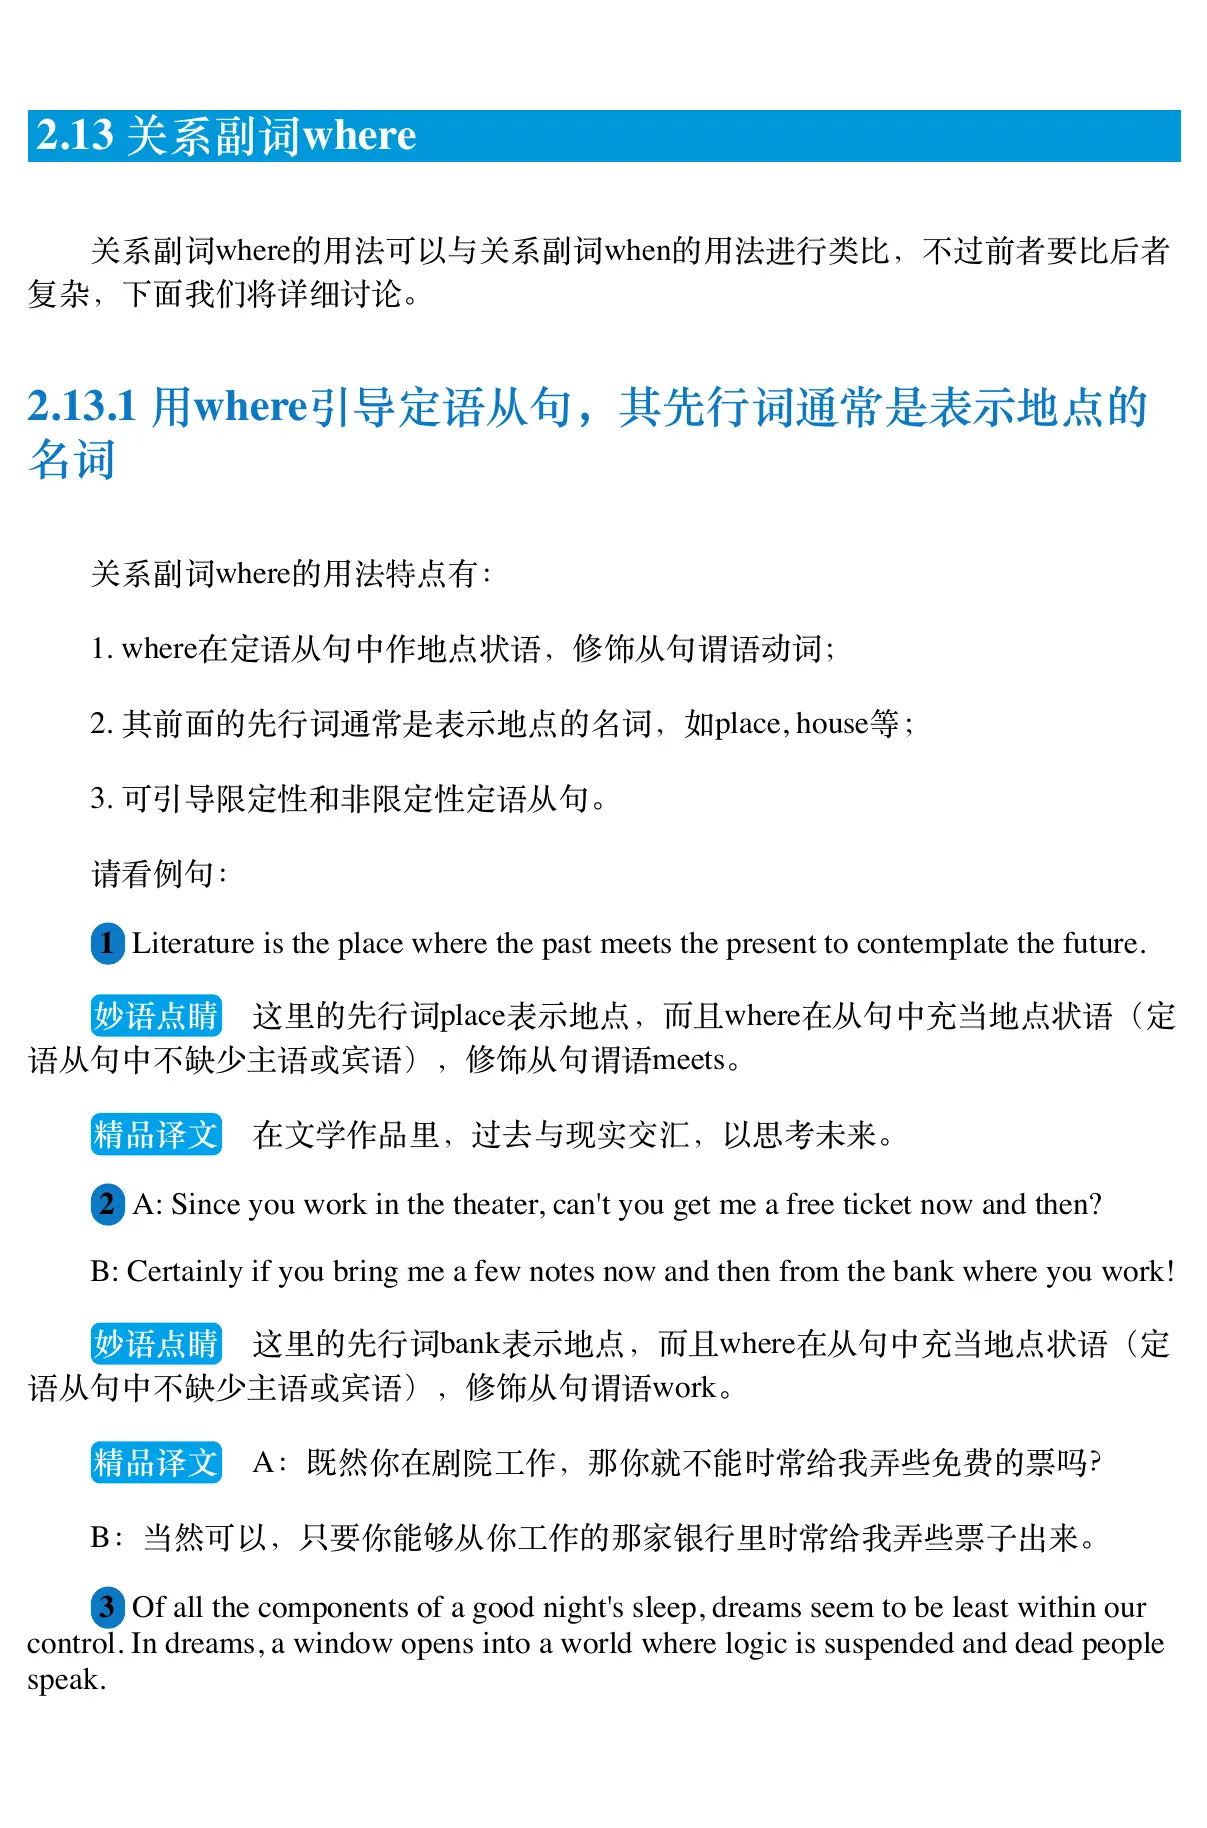 2.13 关系副词where
关系副词where的用法可以与关系副词when的用法进行类比，不过前者要比后者
复杂，下面我们将详细讨论。
2.13.1 用where引导定语从句，其先行词通常是表示地点的
名词
关系副词where的用法特点有：
1. where在定语从句中作地点状语，修饰从句谓语动词；
2. 其前面的先行词通常是表示地点的名词，如place, house等；
3. 可引导限定性和非限定性定语从句。
请看例句：
1 Literature is the place where the past meets the present to contemplate the future.
妙语点睛 这里的先行词place表示地点，而且where在从句中充当地点状语（定
语从句中不缺少主语或宾语），修饰从句谓语meets。
精品译文 在文学作品里，过去与现实交汇，以思考未来。
2 A: Since you work in the theater, can't you get me a free ticket now and then?
B: Certainly if you bring me a few notes now and then from the bank where you work!
妙语点睛 这里的先行词bank表示地点，而且where在从句中充当地点状语（定
语从句中不缺少主语或宾语），修饰从句谓语work。
精品译文 A：既然你在剧院工作，那你就不能时常给我弄些免费的票吗？
B：当然可以，只要你能够从你工作的那家银行里时常给我弄些票子出来。
3 Of all the components of a good night's sleep, dreams seem to be least within our
control. In dreams, a window opens into a world where logic is suspended and dead people
speak.